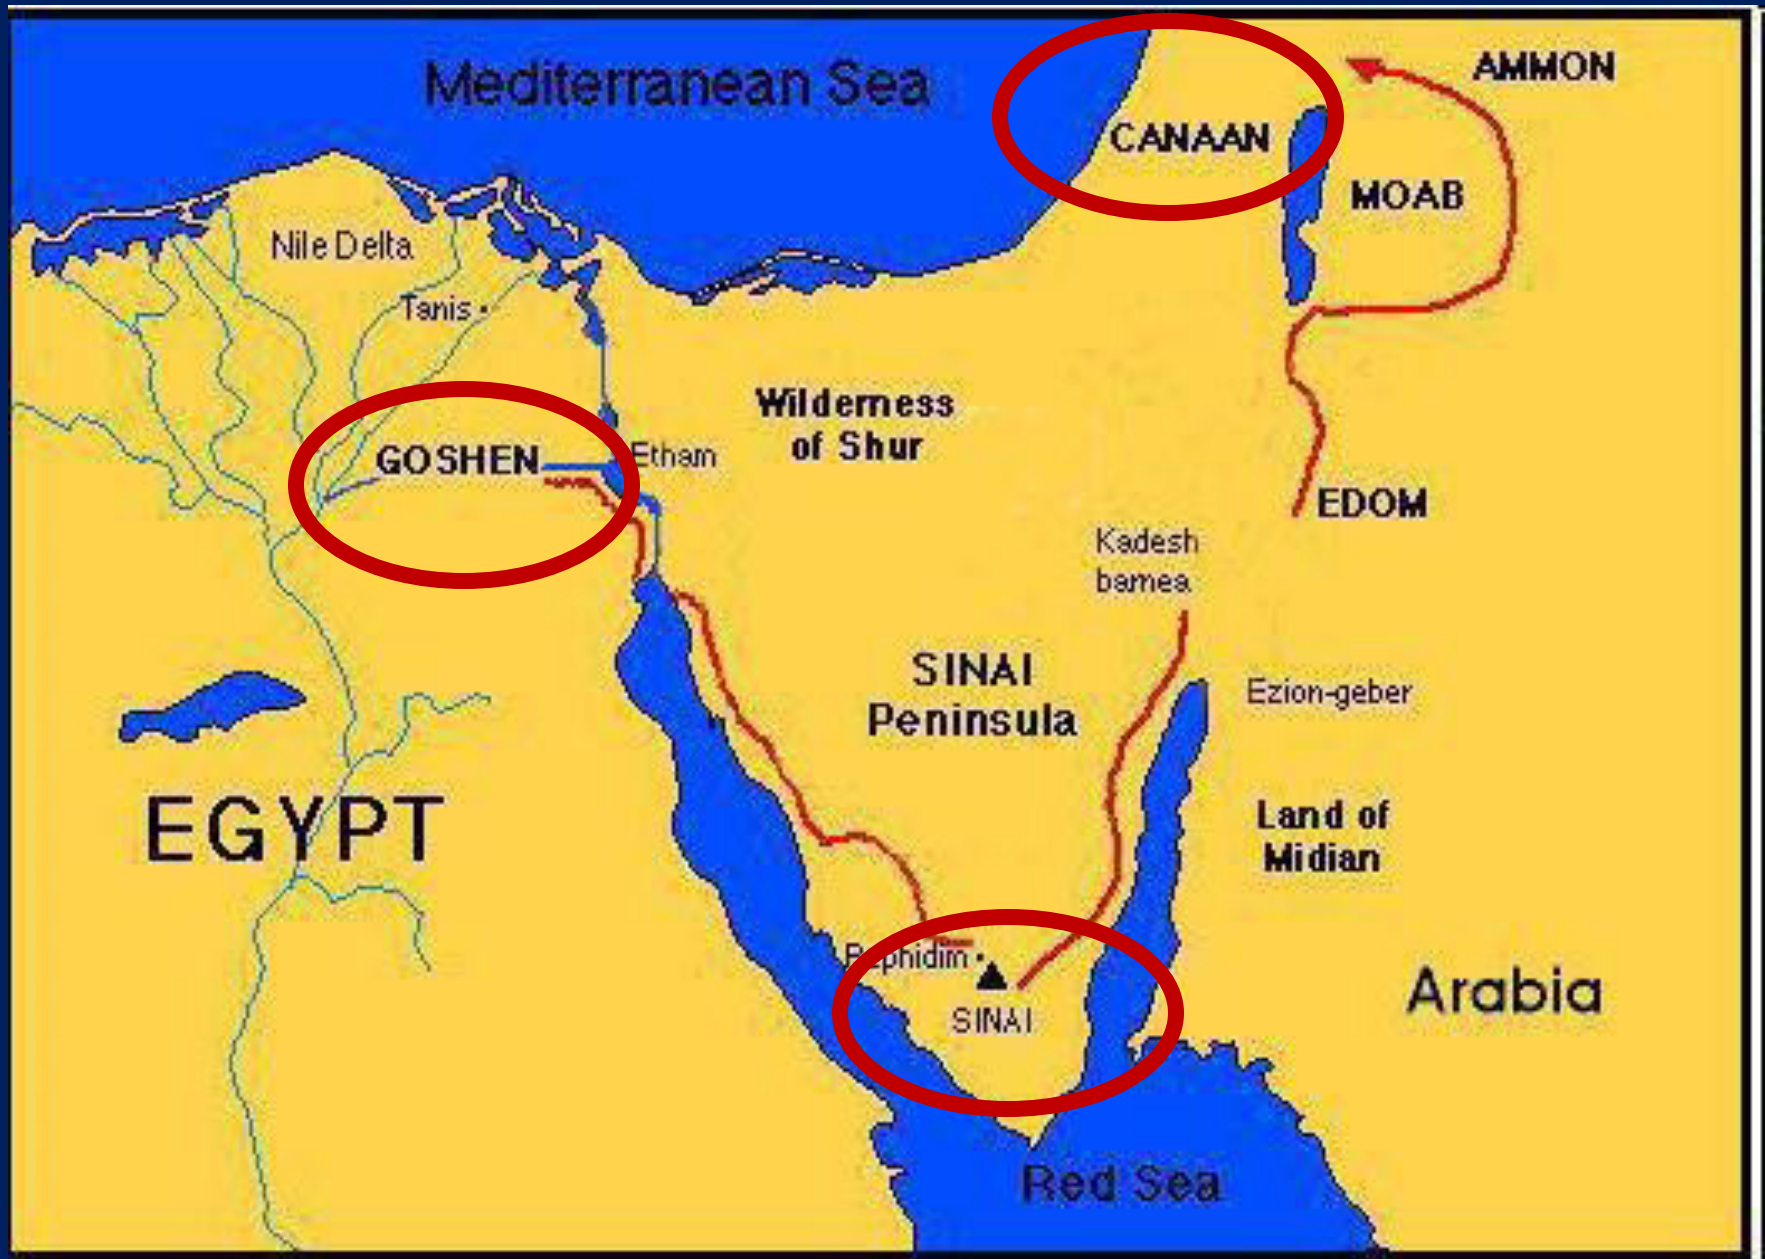 Mediterranean Sea
AMMON
CANAAN
MOAB
Nile Delta
Tanis
Wilderness
of Shur
GOSHEN
Etham
EDOM
Kadesh
barnea
SINAI
Peninsula
Ezion-geber
EGYPT
Land of
Midian
Rephidim
SINAI
Arabia
Red Sea